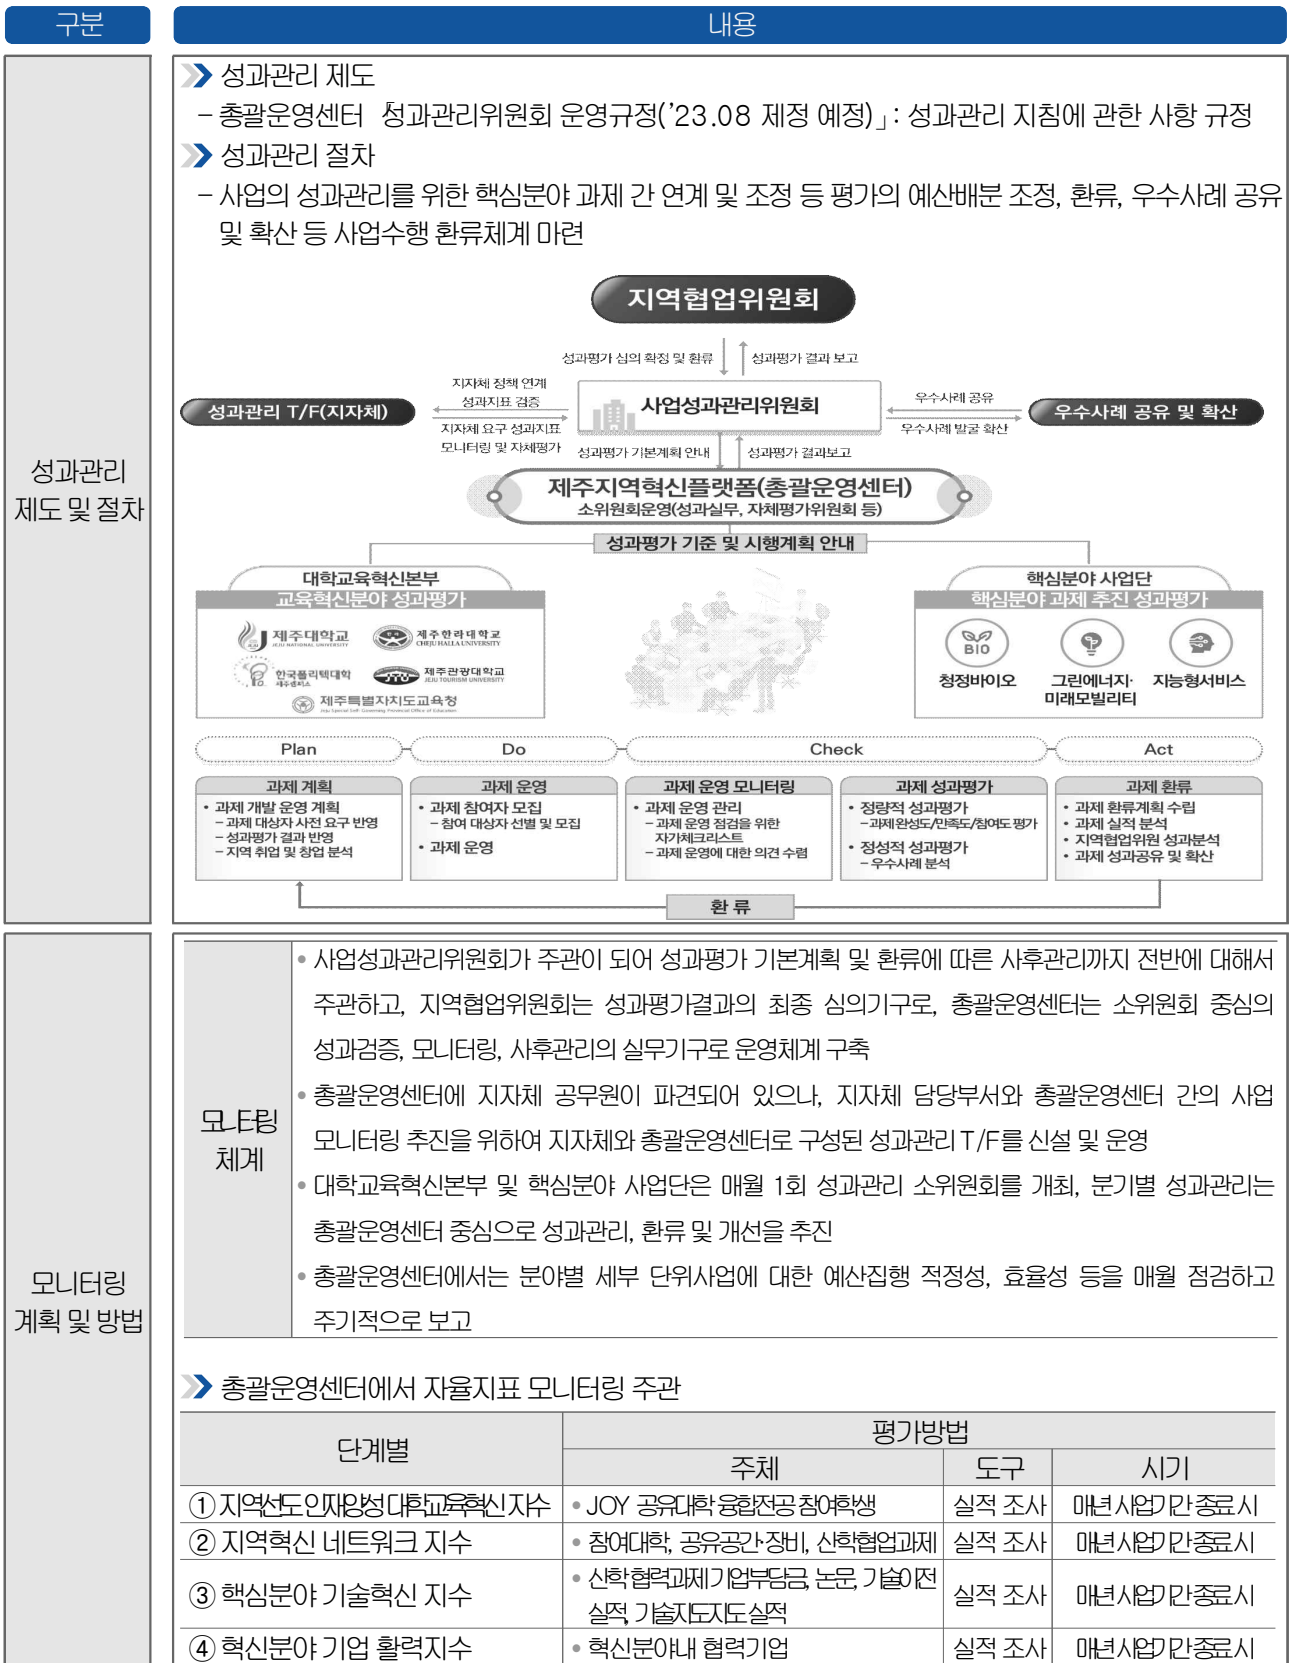 구분
내용
성과관리
제도 및 절차
성과관리 제도
- 총괄운영센터 「성과관리위원회 운영규정('23.08 제정 예정)」: 성과관리 지침에 관한 사항 규정
성과관리 절차
- 사업의 성과관리를 위한 핵심분야 과제 간 연계 및 조정 등 평가의 예산배분 조정, 환류, 우수사례 공유
및 확산 등 사업수행 환류체계 마련
지역협업위원회
성과평가 심의 확정 및 환류
성과평가 결과 보고
성과관리 T/F(지자체)
지자체 정책 연계
성과지표 검증
지자체 요구 성과지표
모니터링 및 자체평가
사업성과관리위원회
우수사례 공유
우수사례 발굴 확산
우수사례 공유 및 확산
성과평가 기본계획 안내
성과평가 결과보고
제주지역혁신플랫폼(총괄운영센터)
소위원회운영(성과실무, 자체평가위원회 등)
성과평가 기준 및 시행계획 안내
대학교육혁신본부
교육혁신분야 성과평가
제주대학교
JEJU NATIONAL UNIVERSITY
제주한라대학교
CHEJU HALLA UNIVERSITY
한국폴리텍대학
제주캠퍼스
JTU
제주관광대학교
JEJU TOURISM UNIVERSITY
제주특별자치도교육청
Jeju Special Self-Governing Provincial Office of Education
핵심분야 사업단
핵심분야 과제 추진 성과평가
BIO
청정바이오
그린에너지·
미래모빌리티
지능형서비스
Plan
Do
Check
Act
과제 계획
• 과제 개발 운영 계획
- 과제 대상자 사전 요구 반영
- 성과평가 결과 반영
- 지역 취업 및 창업 분석
과제 운영
• 과제 참여자 모집
- 참여 대상자 선별 및 모집
• 과제 운영
과제 운영 모니터링
• 과제 운영 관리
- 과제 운영 점검을 위한
자가체크리스트
- 과제 운영에 대한 의견 수렴
과제 성과평가
• 정량적 성과평가
- 과제완성도/만족도/참여도 평가
• 정성적 성과평가
- 우수사례 분석
과제 환류
• 과제 환류계획 수립
• 과제 실적 분석
• 지역협업위원 성과분석
• 과제 성과공유 및 확산
환 류
모니터링
계획 및 방법
모니터링
체계
• 사업성과관리위원회가 주관이 되어 성과평가 기본계획 및 환류에 따른 사후관리까지 전반에 대해서
주관하고, 지역협업위원회는 성과평가결과의 최종 심의기구로, 총괄운영센터는 소위원회 중심의
성과검증, 모니터링, 사후관리의 실무기구로 운영체계 구축
• 총괄운영센터에 지자체 공무원이 파견되어 있으나, 지자체 담당부서와 총괄운영센터 간의 사업
모니터링 추진을 위하여 지자체와 총괄운영센터로 구성된 성과관리 T/F를 신설 및 운영
• 대학교육혁신본부 및 핵심분야 사업단은 매월 1회 성과관리 소위원회를 개최, 분기별 성과관리는
총괄운영센터 중심으로 성과관리, 환류 및 개선을 추진
• 총괄운영센터에서는 분야별 세부 단위사업에 대한 예산집행 적정성, 효율성 등을 매월 점검하고
주기적으로 보고
총괄운영센터에서 자율지표 모니터링 주관
단계별
평가방법
주체
도구
시기
① 지역선도 인재양성 대학교육혁신 지수
• JOY 공유대학 융합전공 참여학생
실적 조사
매년 사업기간 종료 시
② 지역혁신 네트워크 지수
• 참여대학, 공유공간·장비, 산학협업과제
실적 조사
매년 사업기간 종료 시
③ 핵심분야 기술혁신 지수
• 산학 협력과제 기업부담금, 논문, 기술이전
실적, 기술지도지도 실적
실적 조사
매년 사업기간 종료 시
④ 혁신분야 기업 활력지수
• 혁신분야내 협력기업
실적 조사
매년 사업기간 종료 시